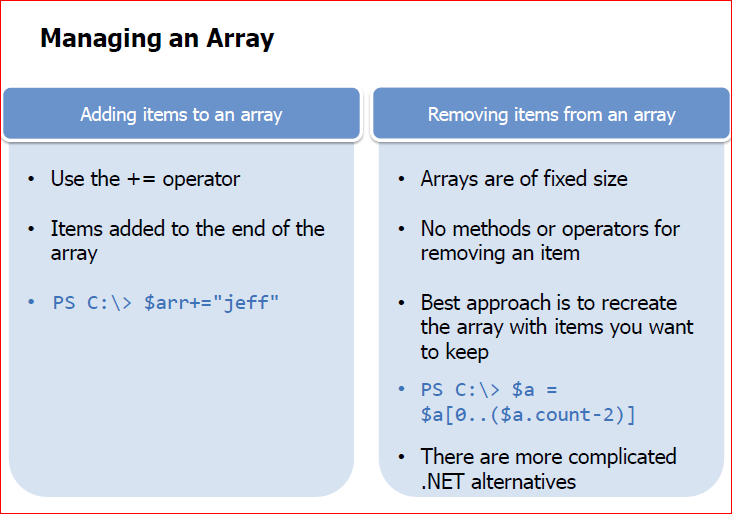 Managing an Array
Adding items to an array
• Use the += operator
• Items added to the end of the
array
• PS C:\> $arr+="jeff"
Removing items from an array
• Arrays are of fixed size
• No methods or operators for
removing an item
• Best approach is to recreate
the array with items you want
to keep
• PS C:\> $a =
$a[0..($a.count-2)]
• There are more complicated
.NET alternatives